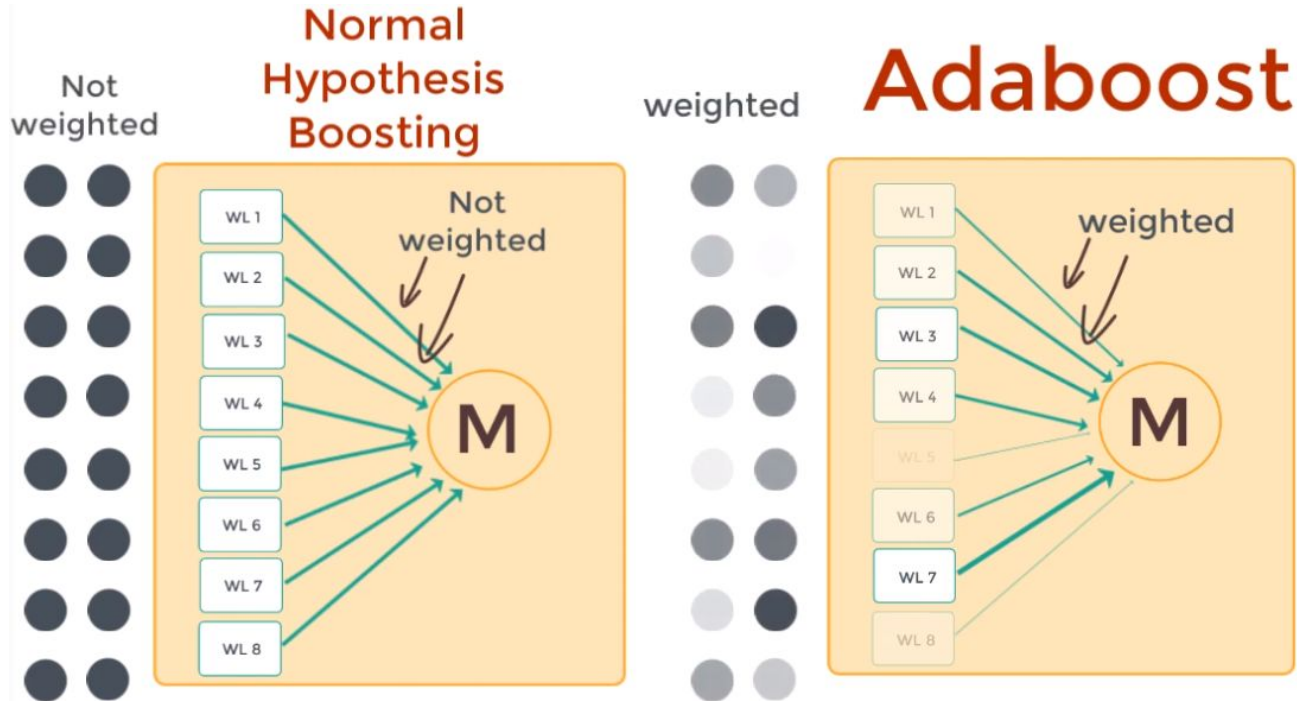 Normal
Hypothesis
Boosting
Not
weighted
Not
weighted
WL 1
WL 2
WL 3
WL 4
WL 5
WL 6
WL 7
WL 8
M
Adaboost
weighted
weighted
WL 1
WL 2
WL 3
WL 4
WL 5
WL 6
WL 7
WL 8
M